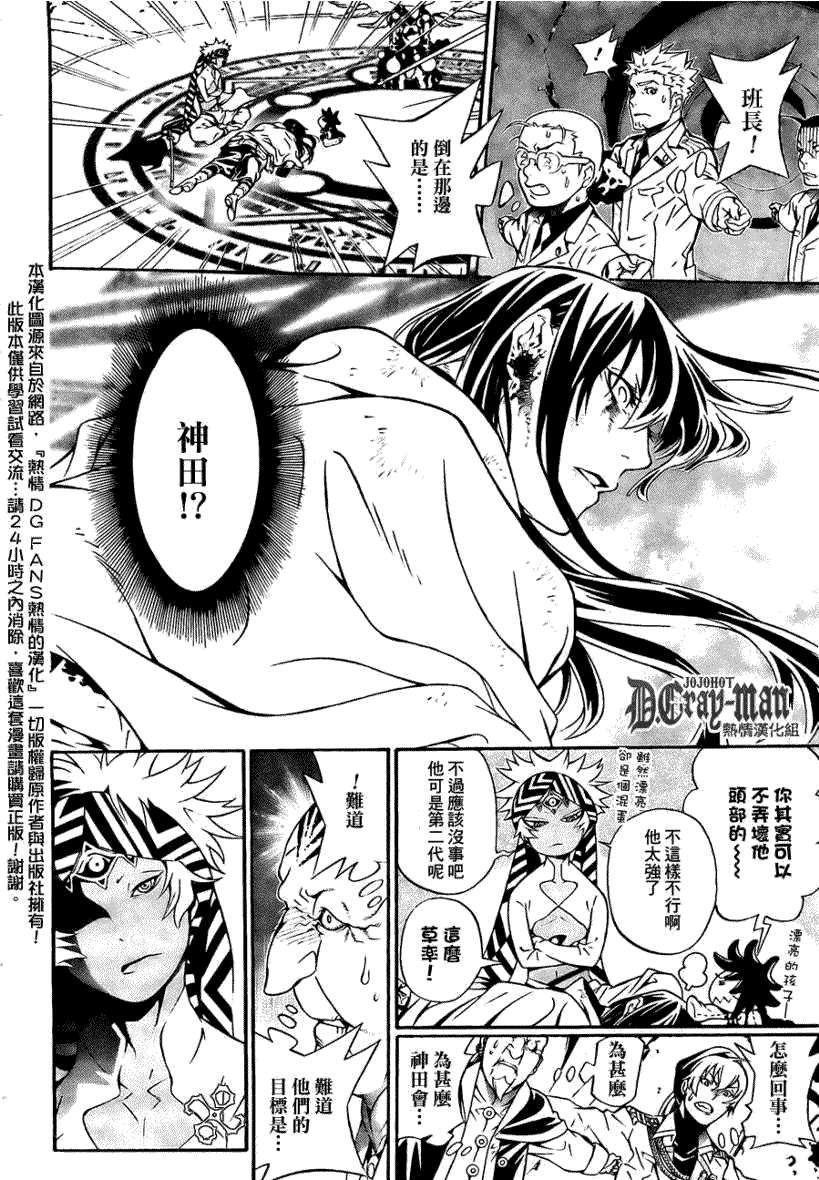 班長！
！
倒在那邊
的是……
神田!?
JOJOHOT
D.Gray-man
熱情漢化組
你其實可以
不弄壞他
頭部的～～
不這樣不行啊
他太強了
不過應該沒事吧
他可是第二代呢
雖然漂亮
卻是個混蛋
這麼
草率！
漂亮的孩子—
怎麼回事…
為甚麼
為甚麼
神田會…
！難道
難道
他們的
目標是…
本漢化圖源來自於網路，『熱情DG FANS熱情的漢化』一切版權歸原作者與出版社擁有！
此版本僅供學習試看交流…請24小時之內消除，喜歡這套漫畫請購買正版！謝謝。